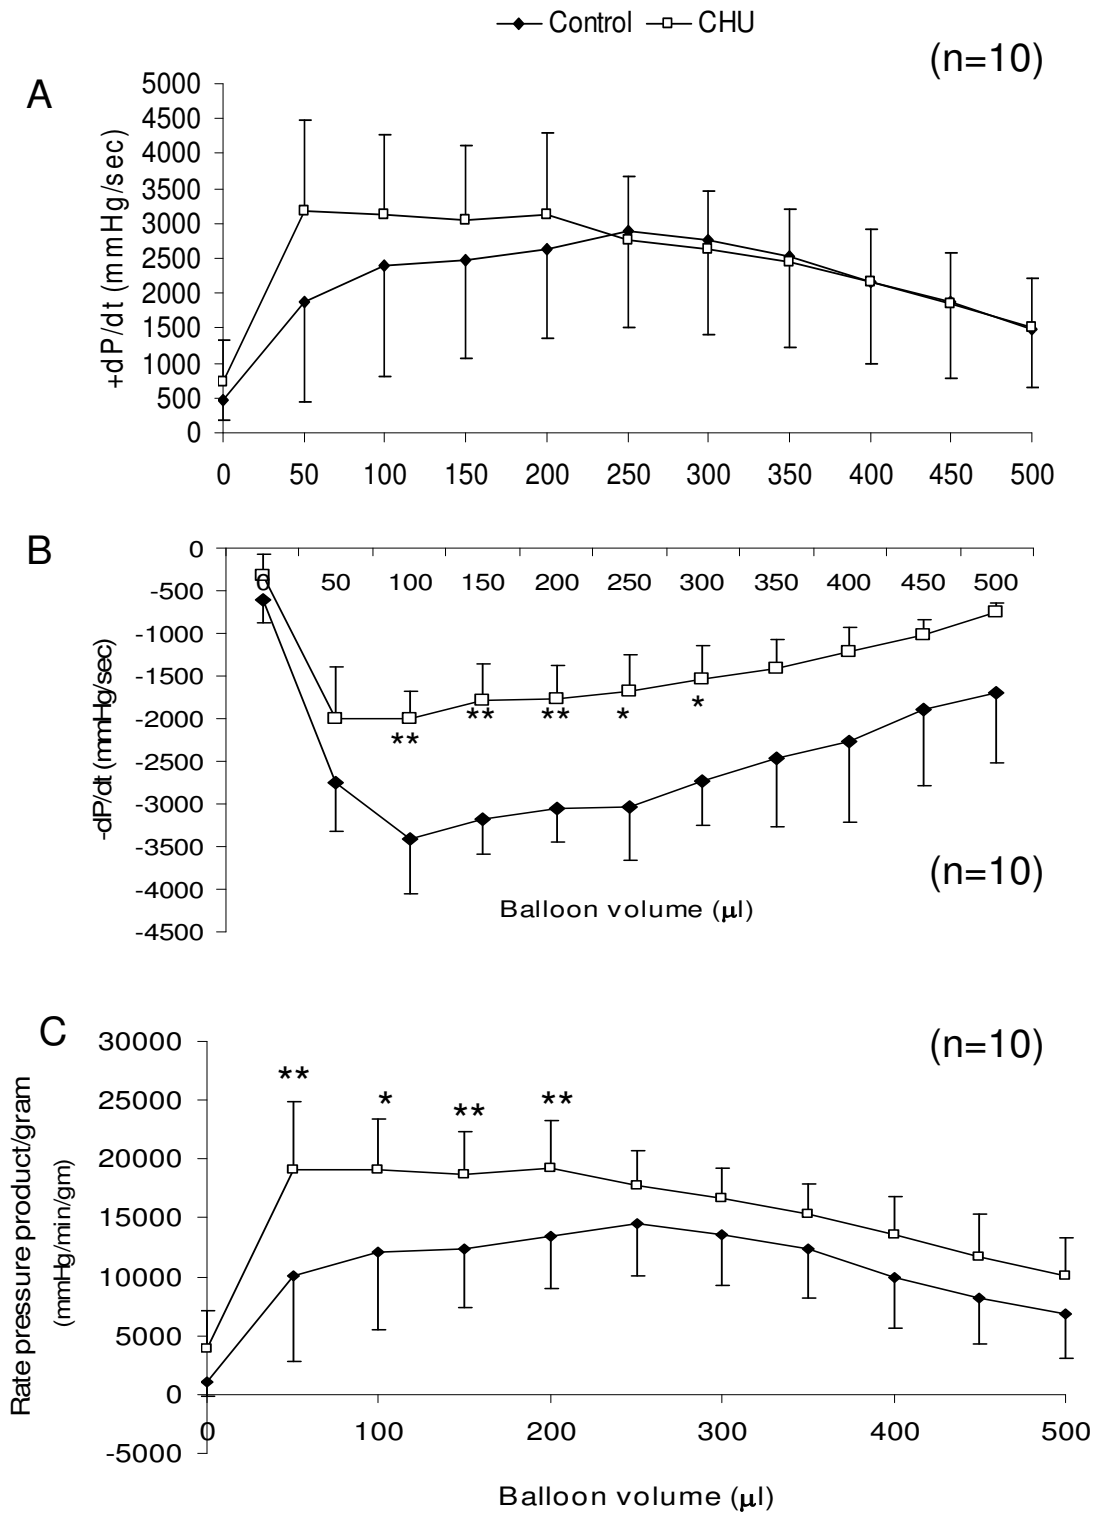 Control CHU
(n=10)
A
+dP/dt (mmHg/sec)
5000
4500
4000
3500
3000
2500
2000
1500
1000
500
0
0 50 100 150 200 250 300 350 400 450 500
B
-dP/dt (mmHg/sec)
0
-500
-1000
-1500
-2000
-2500
-3000
-3500
-4000
-4500
0 50 100 150 200 250 300 350 400 450 500
** ** ** * *
(n=10)
Balloon volume (µl)
C
(n=10)
Rate pressure product/gram
(mmHg/min/gm)
30000
25000
20000
15000
10000
5000
0
-5000
** * ** **
0 100 200 300 400 500
Balloon volume (µl)